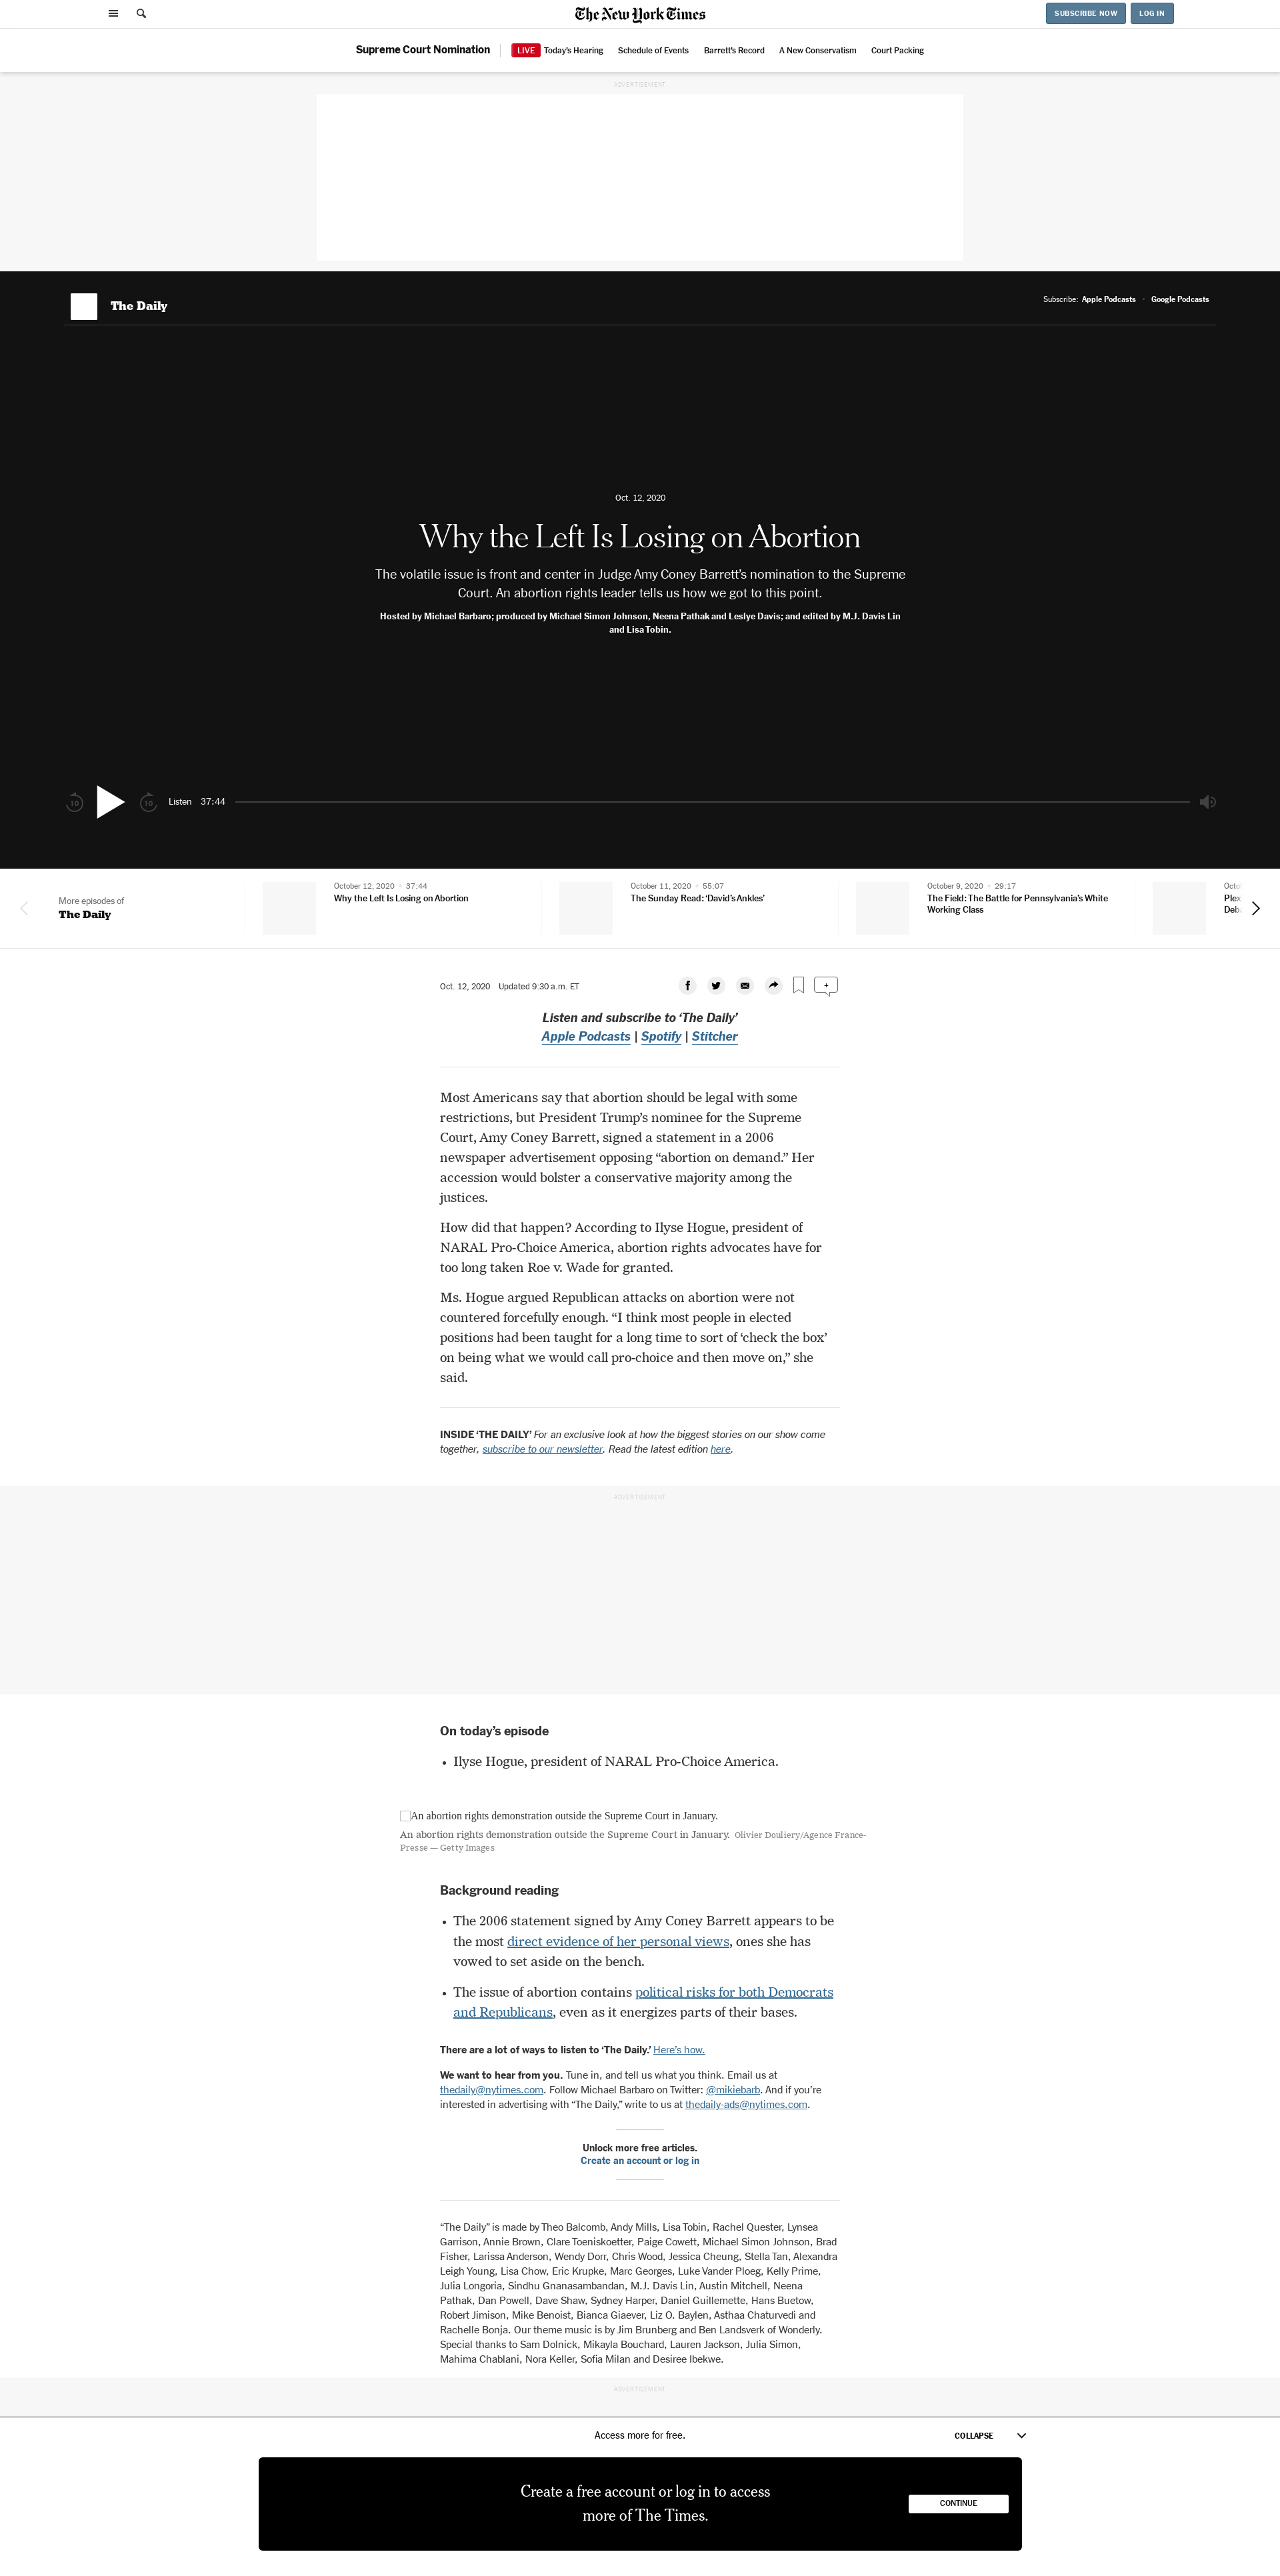 The New York Times
SUBSCRIBE NOW
LOG IN
Supreme Court Nomination
LIVE Today's Hearing
Schedule of Events
Barrett's Record
A New Conservatism
Court Packing
ADVERTISEMENT
The Daily
Subscribe: Apple Podcasts • Google Podcasts
Oct. 12, 2020
Why the Left Is Losing on Abortion
The volatile issue is front and center in Judge Amy Coney Barrett’s nomination to the Supreme
Court. An abortion rights leader tells us how we got to this point.
Hosted by Michael Barbaro; produced by Michael Simon Johnson, Neena Pathak and Leslye Davis; and edited by M.J. Davis Lin
and Lisa Tobin.
10
10
Listen 37:44
More episodes of
The Daily
October 12, 2020 • 37:44
Why the Left Is Losing on Abortion
October 11, 2020 • 55:07
The Sunday Read: ‘David’s Ankles’
October 9, 2020 • 29:17
The Field: The Battle for Pennsylvania’s White
Working Class
Oct. 12, 2020 Updated 9:30 a.m. ET
+
Listen and subscribe to ‘The Daily’
Apple Podcasts | Spotify | Stitcher
Most Americans say that abortion should be legal with some
restrictions, but President Trump’s nominee for the Supreme
Court, Amy Coney Barrett, signed a statement in a 2006
newspaper advertisement opposing “abortion on demand.” Her
accession would bolster a conservative majority among the
justices.
How did that happen? According to Ilyse Hogue, president of
NARAL Pro-Choice America, abortion rights advocates have for
too long taken Roe v. Wade for granted.
Ms. Hogue argued Republican attacks on abortion were not
countered forcefully enough. “I think most people in elected
positions had been taught for a long time to sort of ‘check the box’
on being what we would call pro-choice and then move on,” she
said.
INSIDE ‘THE DAILY’ For an exclusive look at how the biggest stories on our show come
together, subscribe to our newsletter. Read the latest edition here.
ADVERTISEMENT
On today’s episode
• Ilyse Hogue, president of NARAL Pro-Choice America.
An abortion rights demonstration outside the Supreme Court in January.
An abortion rights demonstration outside the Supreme Court in January. Olivier Douliery/Agence France-
Presse — Getty Images
Background reading
• The 2006 statement signed by Amy Coney Barrett appears to be
the most direct evidence of her personal views, ones she has
vowed to set aside on the bench.
• The issue of abortion contains political risks for both Democrats
and Republicans, even as it energizes parts of their bases.
There are a lot of ways to listen to ‘The Daily.’ Here’s how.
We want to hear from you. Tune in, and tell us what you think. Email us at
thedaily@nytimes.com. Follow Michael Barbaro on Twitter: @mikiebarb. And if you’re
interested in advertising with “The Daily,” write to us at thedaily-ads@nytimes.com.
Unlock more free articles.
Create an account or log in
“The Daily” is made by Theo Balcomb, Andy Mills, Lisa Tobin, Rachel Quester, Lynsea
Garrison, Annie Brown, Clare Toeniskoetter, Paige Cowett, Michael Simon Johnson, Brad
Fisher, Larissa Anderson, Wendy Dorr, Chris Wood, Jessica Cheung, Stella Tan, Alexandra
Leigh Young, Lisa Chow, Eric Krupke, Marc Georges, Luke Vander Ploeg, Kelly Prime,
Julia Longoria, Sindhu Gnanasambandan, M.J. Davis Lin, Austin Mitchell, Neena
Pathak, Dan Powell, Dave Shaw, Sydney Harper, Daniel Guillemette, Hans Buetow,
Robert Jimison, Mike Benoist, Bianca Giaever, Liz O. Baylen, Asthaa Chaturvedi and
Rachelle Bonja. Our theme music is by Jim Brunberg and Ben Landsverk of Wonderly.
Special thanks to Sam Dolnick, Mikayla Bouchard, Lauren Jackson, Julia Simon,
Mahima Chablani, Nora Keller, Sofia Milan and Desiree Ibekwe.
ADVERTISEMENT
Access more for free.
COLLAPSE
Create a free account or log in to access
more of The Times.
CONTINUE